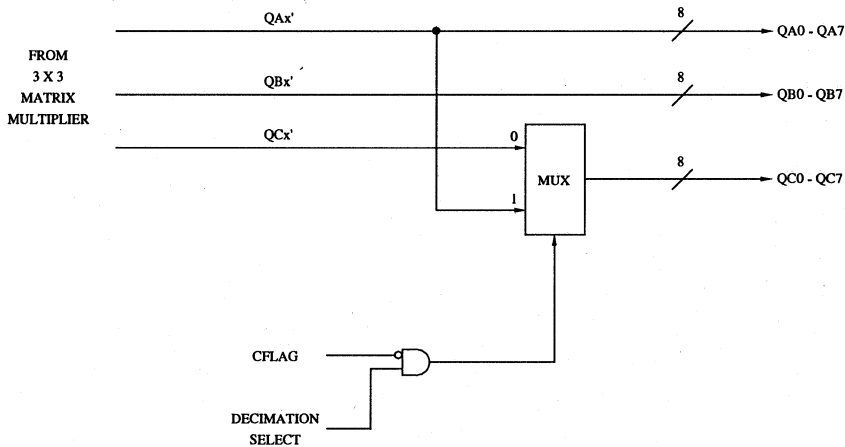 QAx'
8
QA0 - QA7
FROM
3 X 3
MATRIX
MULTIPLIER
QBx'
8
QB0 - QB7
QCx'
0
MUX
8
QC0 - QC7
1
CFLAG
DECIMATION
SELECT